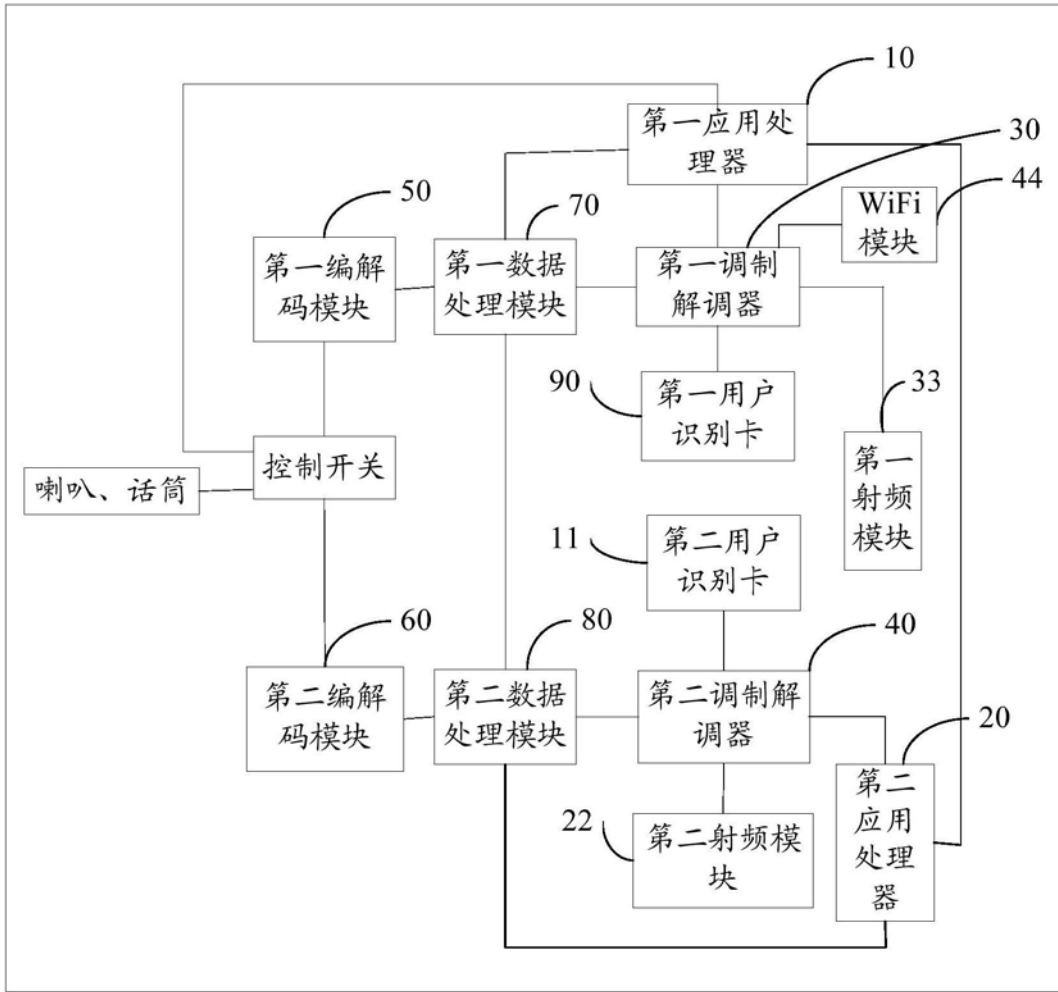 10
第一应用处
理器
30
50
70
WiFi
模块
44
第一编解
码模块
第一数据
处理模块
第一调制
解调器
90
第一用户
识别卡
33
第一
射频
模块
控制开关
喇叭、话筒
11
第二用户
识别卡
60
80
40
第二编解
码模块
第二数据
处理模块
第二调制解
调器
20
第二
应用
处理
器
22
第二射频模
块